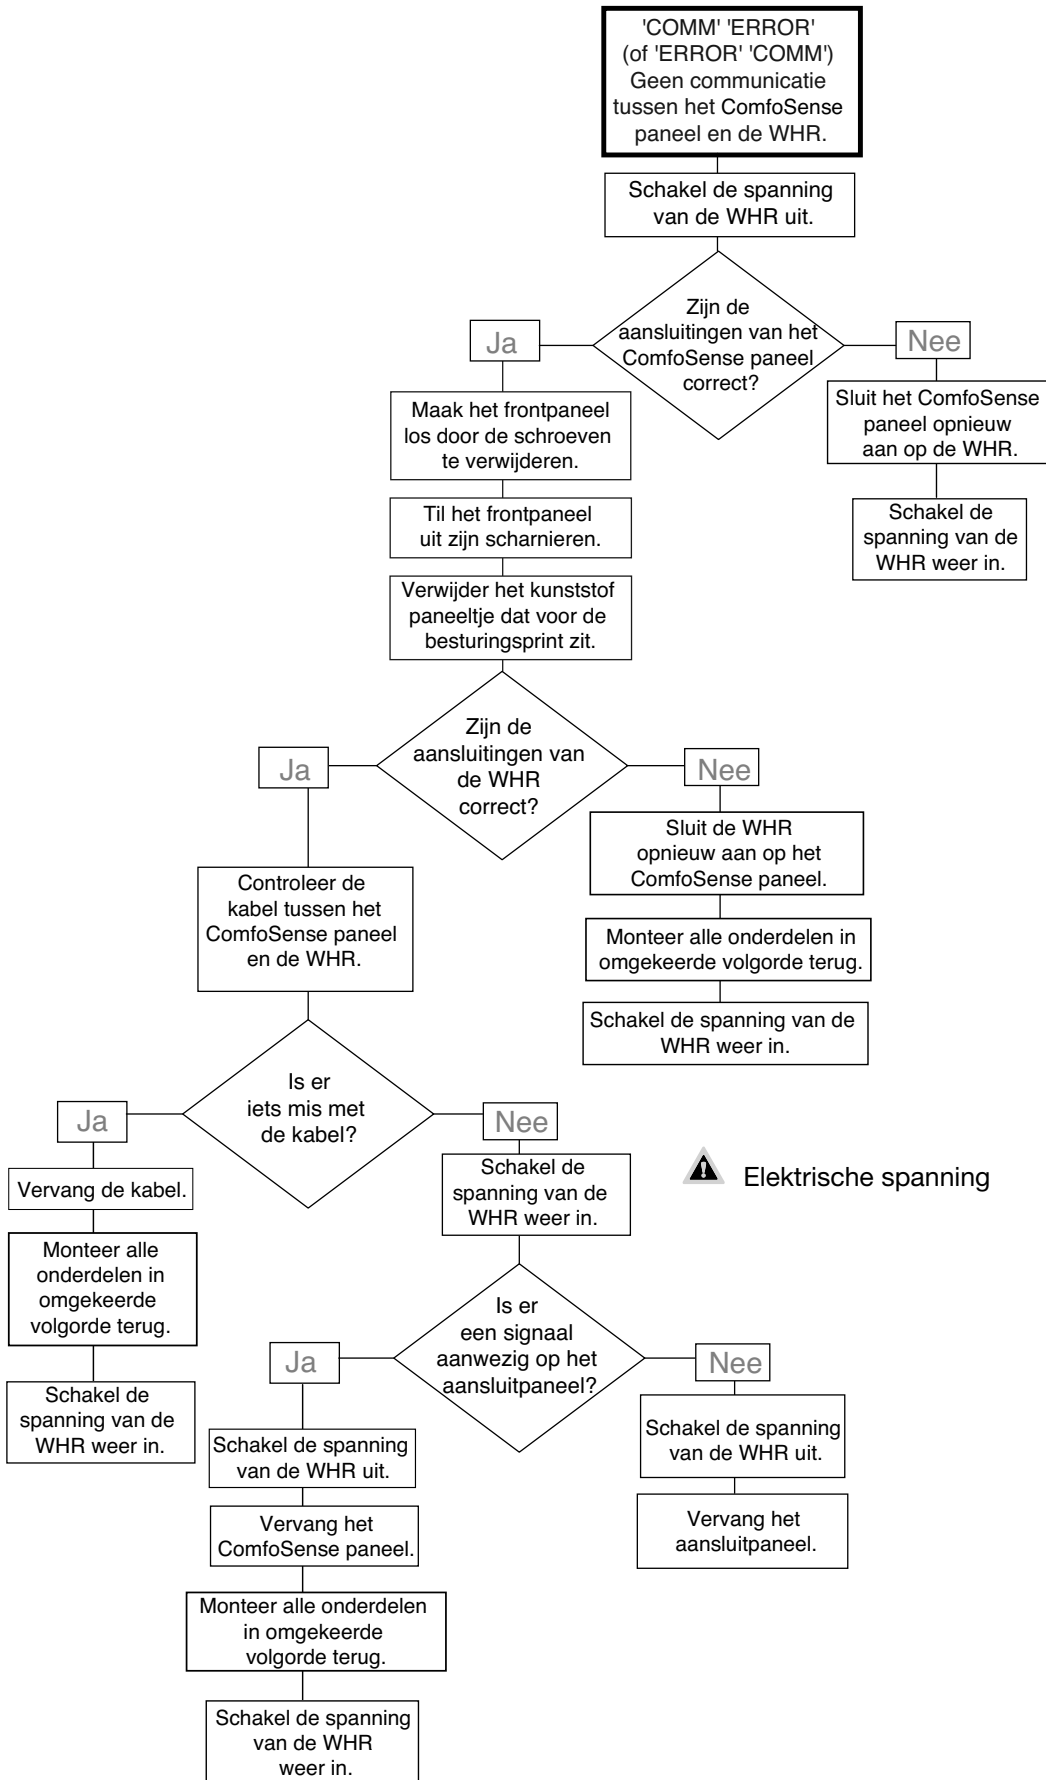 'COMM' 'ERROR'
(of 'ERROR' 'COMM')
Geen communicatie
tussen het ComfoSense
paneel en de WHR.
Schakel de spanning
van de WHR uit.
Zijn de
aansluitingen van het
ComfoSense paneel
correct?
Ja
Nee
Maak het frontpaneel
los door de schroeven
te verwijderen.
Sluit het ComfoSense
paneel opnieuw
aan op de WHR.
Til het frontpaneel
uit zijn scharnieren.
Schakel de
spanning van de
WHR weer in.
Verwijder het kunststof
paneeltje dat voor de
besturingsprint zit.
Zijn de
aansluitingen van
de WHR
correct?
Ja
Nee
Controleer de
kabel tussen het
ComfoSense paneel
en de WHR.
Sluit de WHR
opnieuw aan op het
ComfoSense paneel.
Monteer alle onderdelen in
omgekeerde volgorde terug.
Schakel de spanning van de
WHR weer in.
Is er
iets mis met
de kabel?
Ja
Nee
Vervang de kabel.
Monteer alle
onderdelen in
omgekeerde
volgorde terug.
Schakel de
spanning van de
WHR weer in.
Schakel de
spanning van de
WHR weer in.
Elektrische spanning
Is er
een signaal
aanwezig op het
aansluitpaneel?
Ja
Nee
Schakel de spanning
van de WHR uit.
Vervang het
ComfoSense paneel.
Monteer alle onderdelen
in omgekeerde
volgorde terug.
Schakel de spanning
van de WHR
weer in.
Schakel de spanning
van de WHR uit.
Vervang het
aansluitpaneel.